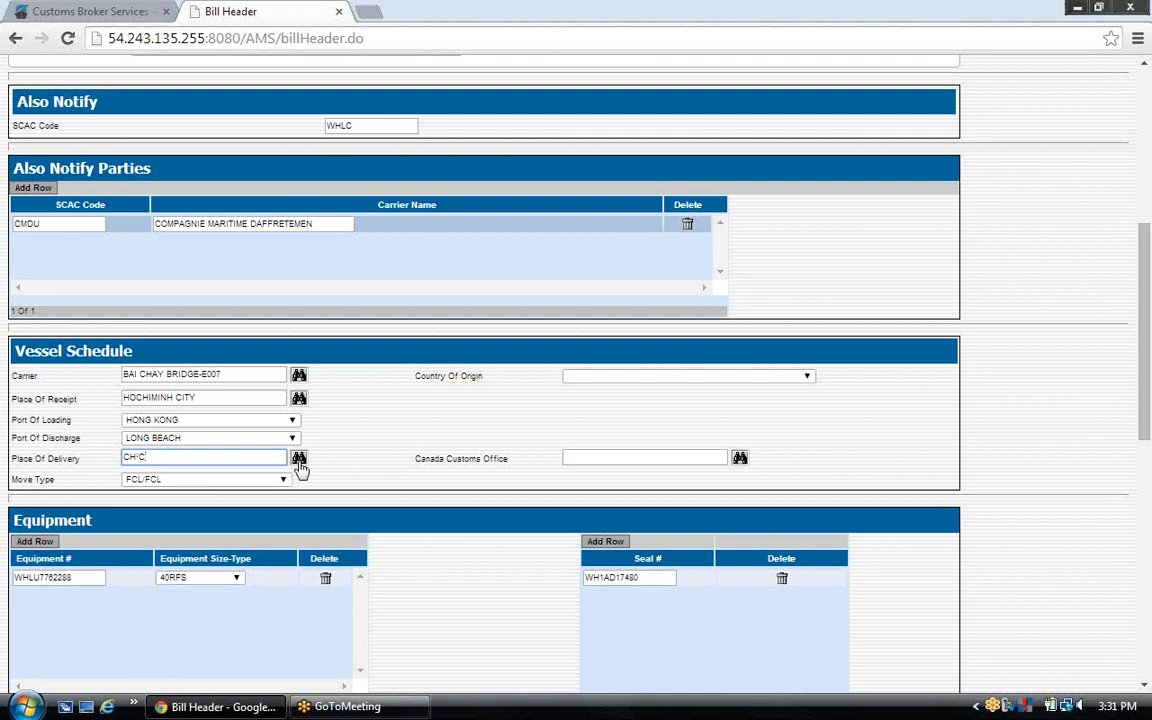 Customs Broker Services
Bill Header
54.243.135.255:8080/AMS/billHeader.do
Also Notify
SCAC Code
WHLC
Also Notify Parties
Add Row
SCAC Code
Carrier Name
Delete
CMDU
COMPAGNIE MARITIME DAFFRETEMEN
1 Of 1
Vessel Schedule
Carrier
BAI CHAY BRIDGE-E007
Country Of Origin
Place Of Receipt
HOCHIMINH CITY
Port Of Loading
HONG KONG
Port Of Discharge
LONG BEACH
Place Of Delivery
CHIC
Canada Customs Office
Move Type
FCL/FCL
Equipment
Add Row
Add Row
Equipment #
Equipment Size-Type
Delete
Seal #
Delete
WHLU7762288
40RFS
WH1AD17480
Bill Header - Google...
GoToMeeting
3:31 PM